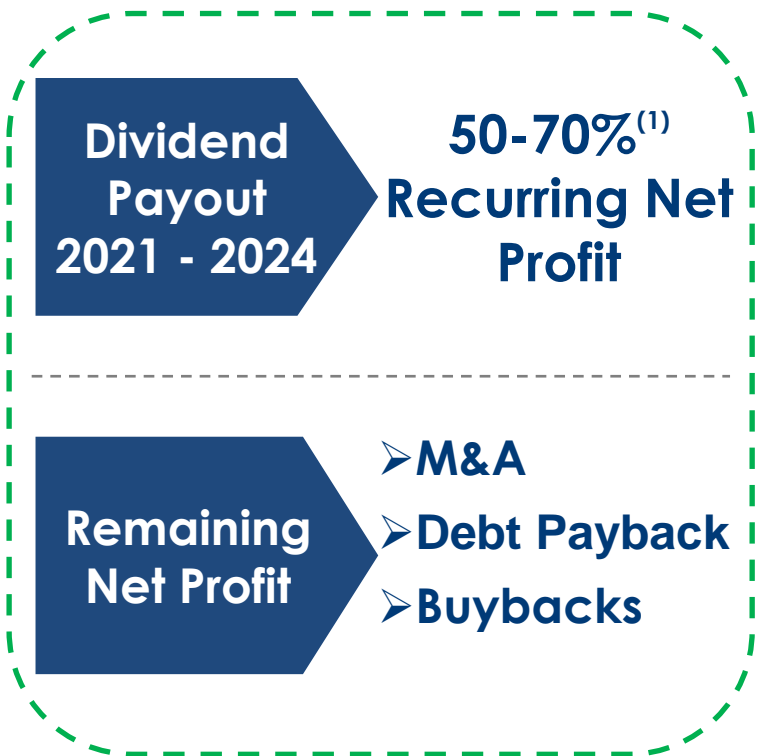 Dividend
Payout
2021 - 2024
50-70%(1)
Recurring Net
Profit
Remaining
Net Profit
➢M&A
➢Debt Payback
➢Buybacks